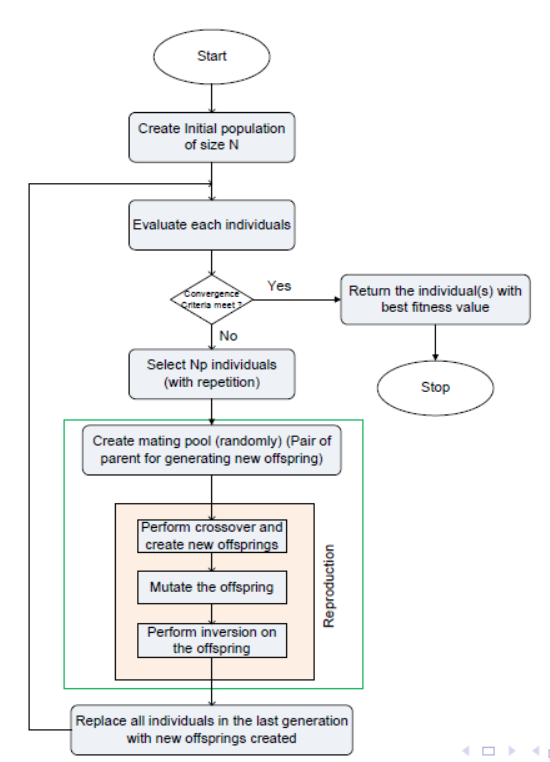 Start
Create Initial population
of size N
Evaluate each individuals
Convergence
Criteria meet ?
Yes
Return the individual(s) with
best fitness value
No
Stop
Select Np individuals
(with repetition)
Create mating pool (randomly) (Pair of
parent for generating new offspring)
Perform crossover and
create new offsprings
Mutate the offspring
Perform inversion on
the offspring
Reproduction
Replace all individuals in the last generation
with new offsprings created